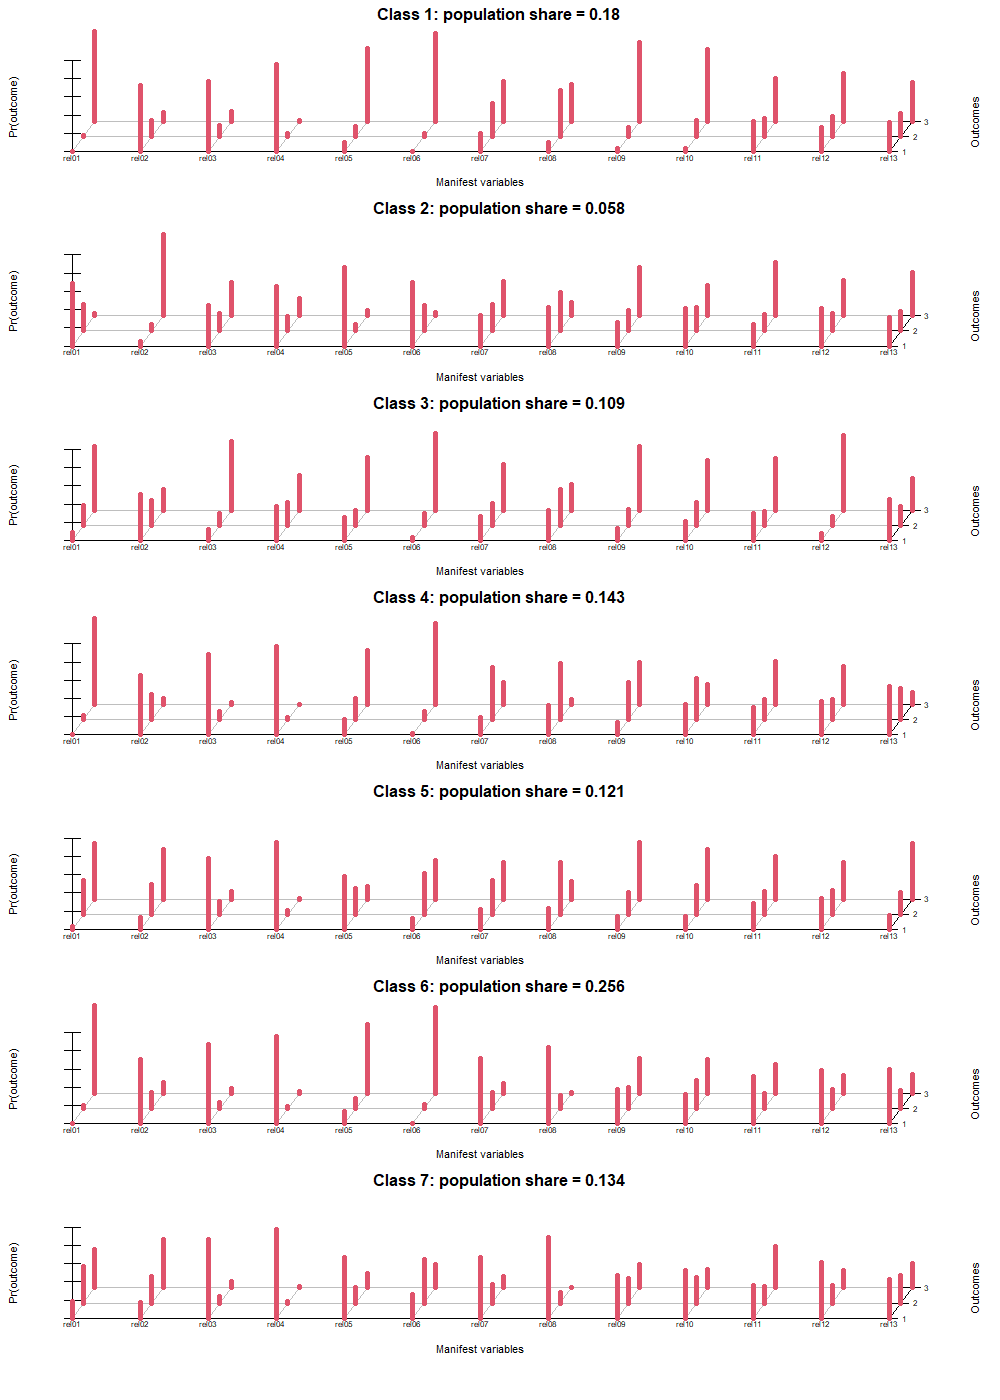 Class 1: population share = 0.18
Pr(outcome)
Outcomes
3
2
1
rel01 rel02 rel03 rel04 rel05 rel06 rel07 rel08 rel09 rel10 rel11 rel12 rel13
Manifest variables
Class 2: population share = 0.058
Pr(outcome)
Outcomes
3
2
1
rel01 rel02 rel03 rel04 rel05 rel06 rel07 rel08 rel09 rel10 rel11 rel12 rel13
Manifest variables
Class 3: population share = 0.109
Pr(outcome)
Outcomes
3
2
1
rel01 rel02 rel03 rel04 rel05 rel06 rel07 rel08 rel09 rel10 rel11 rel12 rel13
Manifest variables
Class 4: population share = 0.143
Pr(outcome)
Outcomes
3
2
1
rel01 rel02 rel03 rel04 rel05 rel06 rel07 rel08 rel09 rel10 rel11 rel12 rel13
Manifest variables
Class 5: population share = 0.121
Pr(outcome)
Outcomes
3
2
1
rel01 rel02 rel03 rel04 rel05 rel06 rel07 rel08 rel09 rel10 rel11 rel12 rel13
Manifest variables
Class 6: population share = 0.256
Pr(outcome)
Outcomes
3
2
1
rel01 rel02 rel03 rel04 rel05 rel06 rel07 rel08 rel09 rel10 rel11 rel12 rel13
Manifest variables
Class 7: population share = 0.134
Pr(outcome)
Outcomes
3
2
1
rel01 rel02 rel03 rel04 rel05 rel06 rel07 rel08 rel09 rel10 rel11 rel12 rel13
Manifest variables